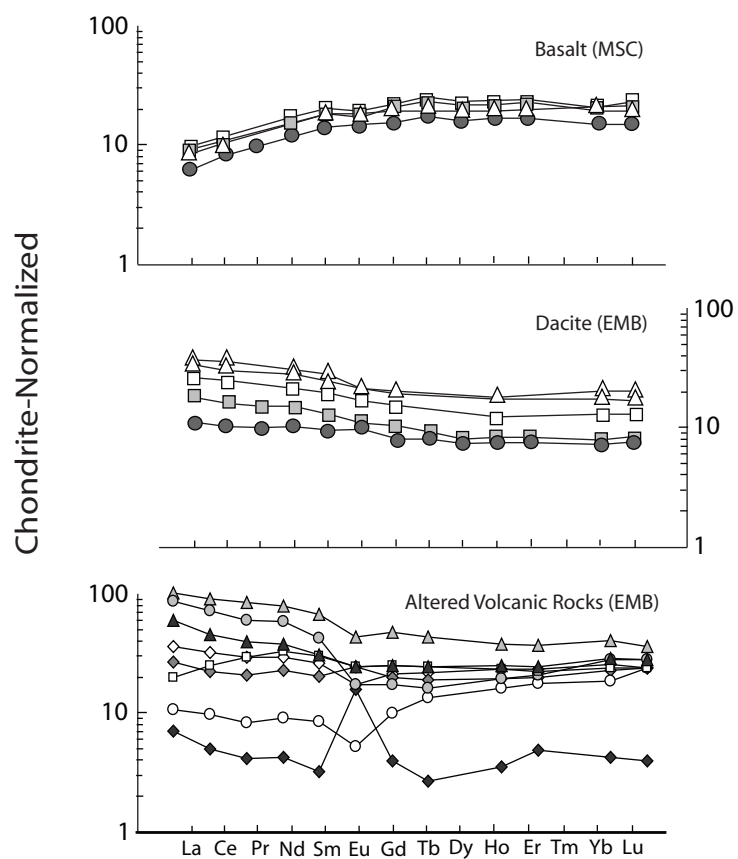 100
Basalt (MSC)
10
1
Chondrite-Normalized
100
Dacite (EMB)
10
1
100
Altered Volcanic Rocks (EMB)
10
1
La Ce Pr Nd Sm Eu Gd Tb Dy Ho Er Tm Yb Lu